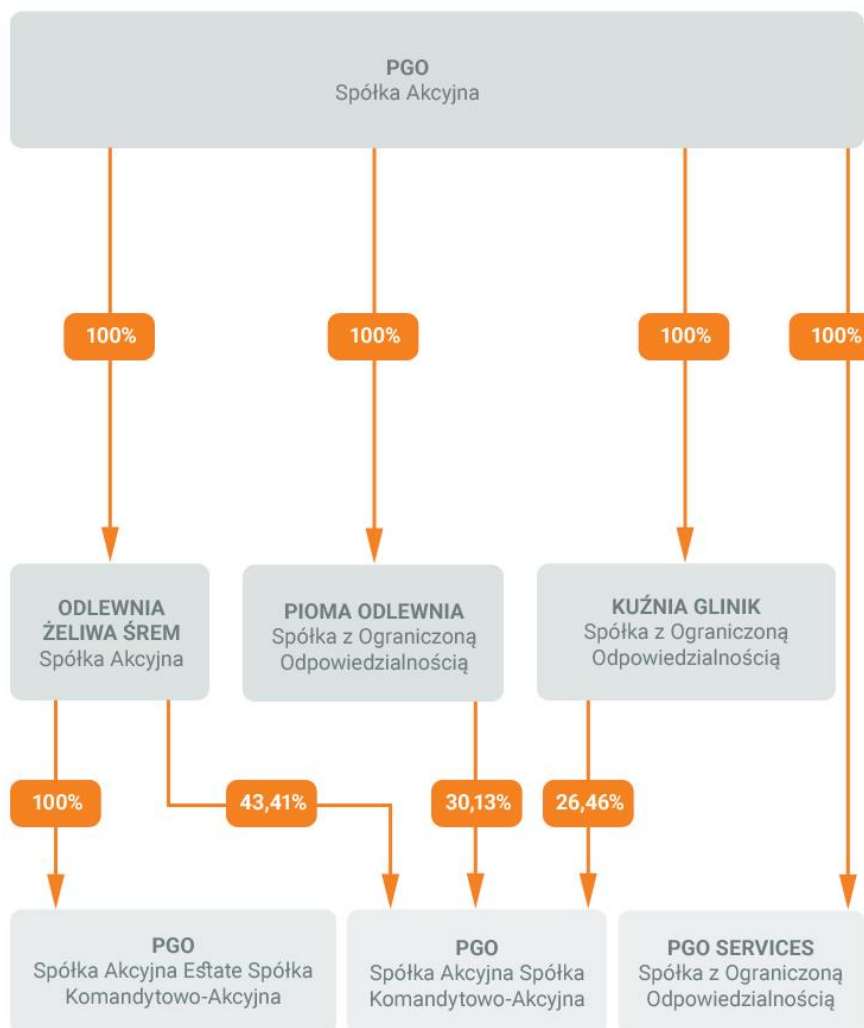 PGO
Spółka Akcyjna
100%
100%
100%
100%
ODLEWNIA
ŻELIWA ŚREM
Spółka Akcyjna
PIOMA ODLEWNIA
Spółka z Ograniczoną
Odpowiedzialnością
KUŹNIA GLINIK
Spółka z Ograniczoną
Odpowiedzialnością
100%
43,41%
30,13%
26,46%
PGO
Spółka Akcyjna Estate Spółka
Komandytowo-Akcyjna
PGO
Spółka Akcyjna Spółka
Komandytowo-Akcyjna
PGO SERVICES
Spółka z Ograniczoną
Odpowiedzialnością